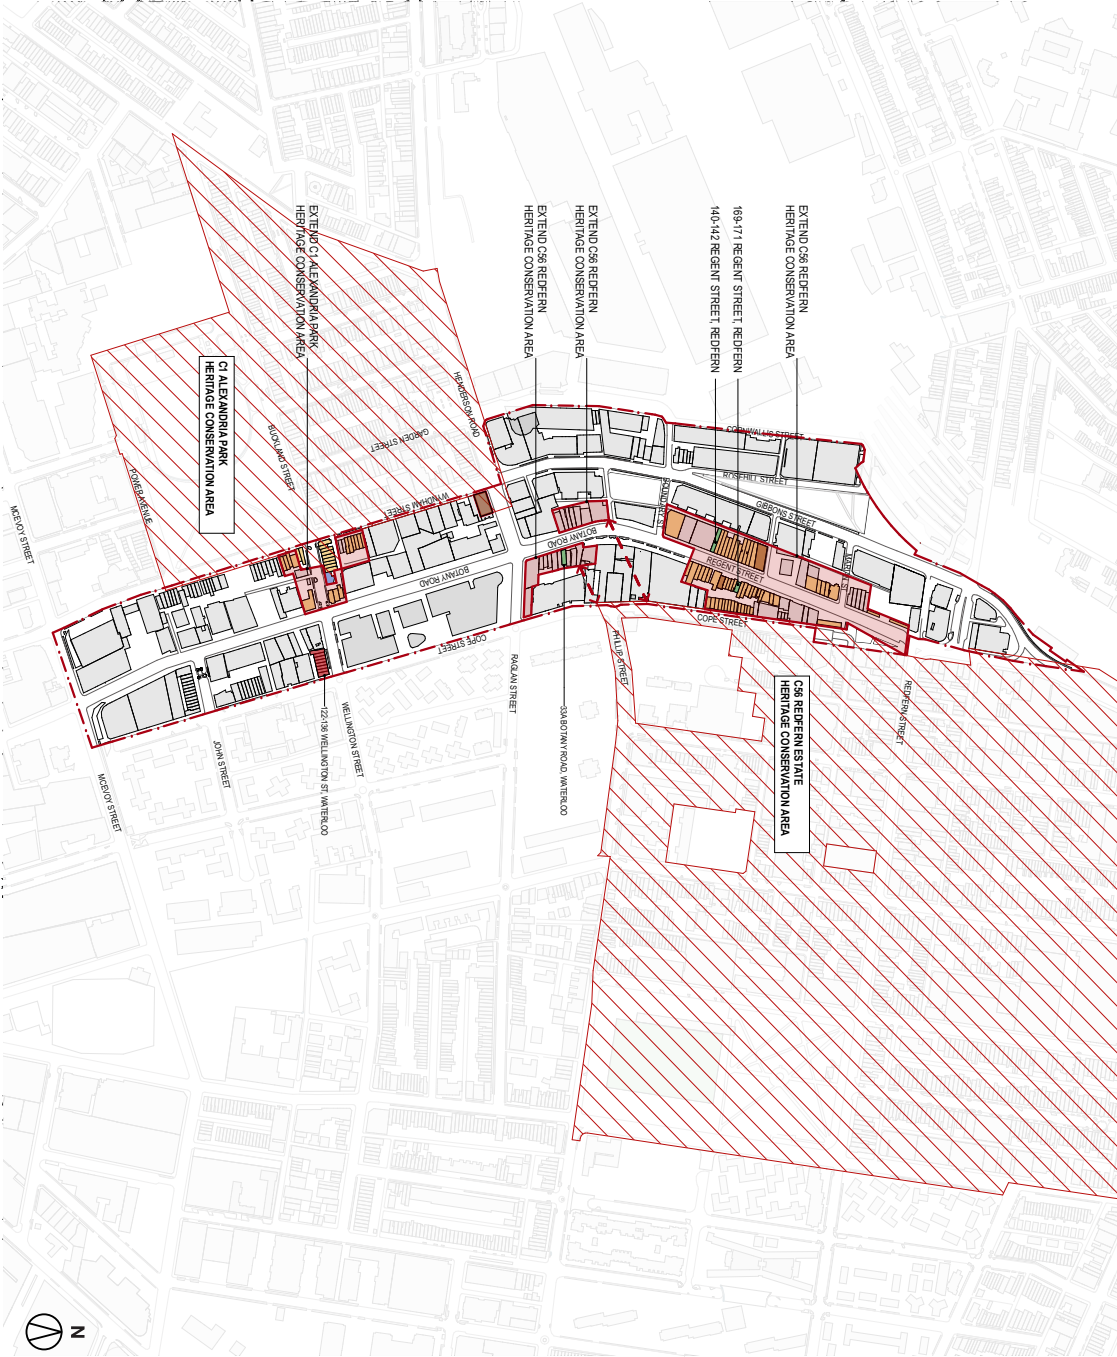 EXTEND C1 ALEXANDRIA PARK
HERITAGE CONSERVATION AREA
EXTEND C56 REDFERN
HERITAGE CONSERVATION AREA
EXTEND C56 REDFERN
HERITAGE CONSERVATION AREA
140-142 REGENT STREET, REDFERN
169-171 REGENT STREET, REDFERN
EXTEND C56 REDFERN
HERITAGE CONSERVATION AREA
C1 ALEXANDRIA PARK
HERITAGE CONSERVATION AREA
HENDERSON ROAD
GARDEN STREET
BUCKLAND STREET
WYNDHAM STREET
POWER AVENUE
MCEVOY STREET
CORNWALLIS STREET
ROSEHILL STREET
GIBBONS STREET
BOTANY ROAD
REGENT STREET
BOTANY ROAD
COPE STREET
COPE STREET
RAGLAN STREET
PHILLIP STREET
REDFERN STREET
WELLINGTON STREET
JOHN STREET
MCEVOY STREET
122-136 WELLINGTON ST, WATERLOO
33A BOTANY ROAD, WATERLOO
C56 REDFERN ESTATE
HERITAGE CONSERVATION AREA
N